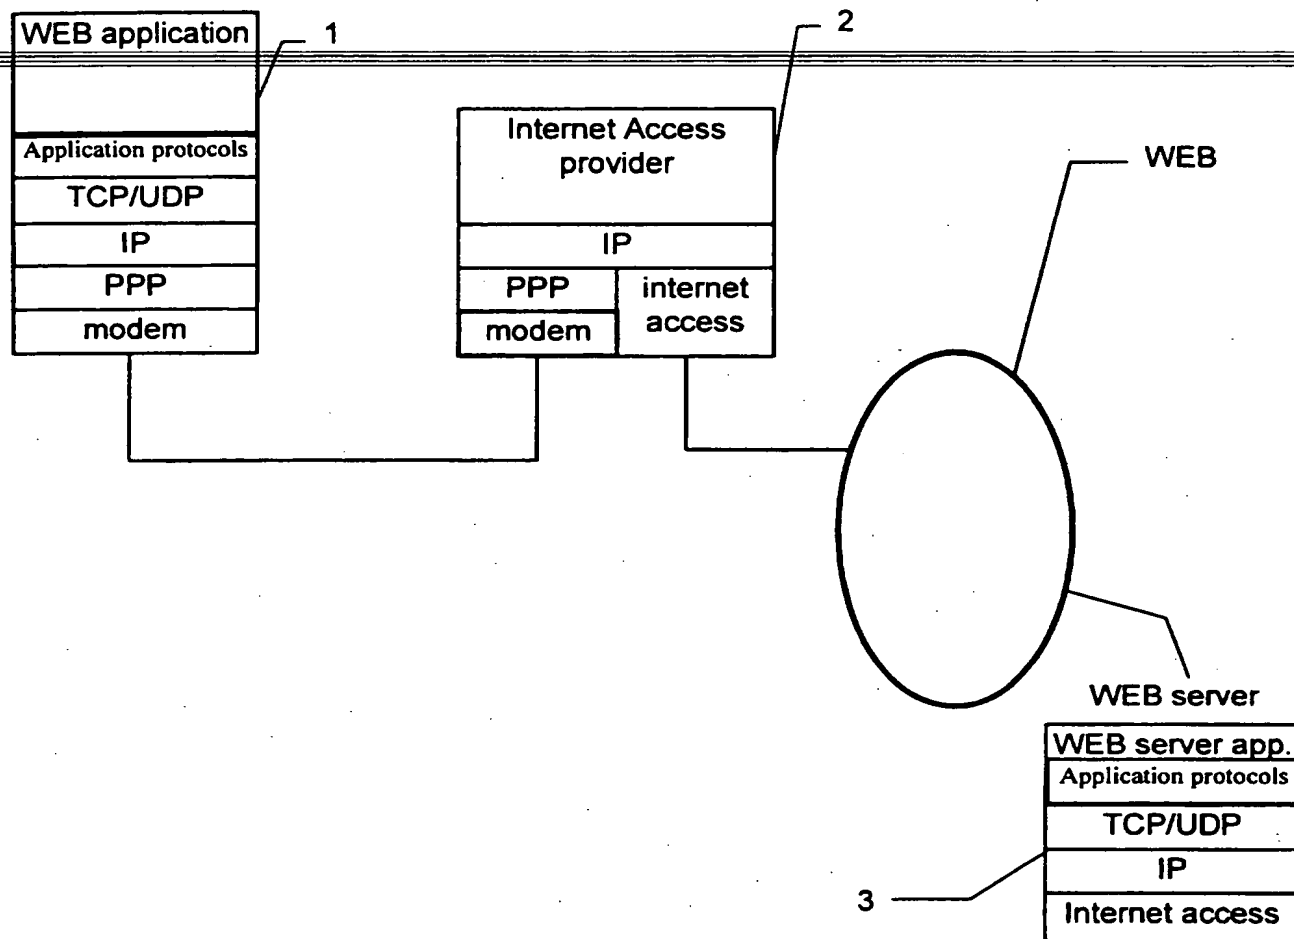 WEB application
1
Application protocols
TCP/UDP
IP
PPP
modem
2
Internet Access
provider
IP
PPP
modem
internet
access
WEB
WEB server
WEB server app.
Application protocols
TCP/UDP
IP
Internet access
3